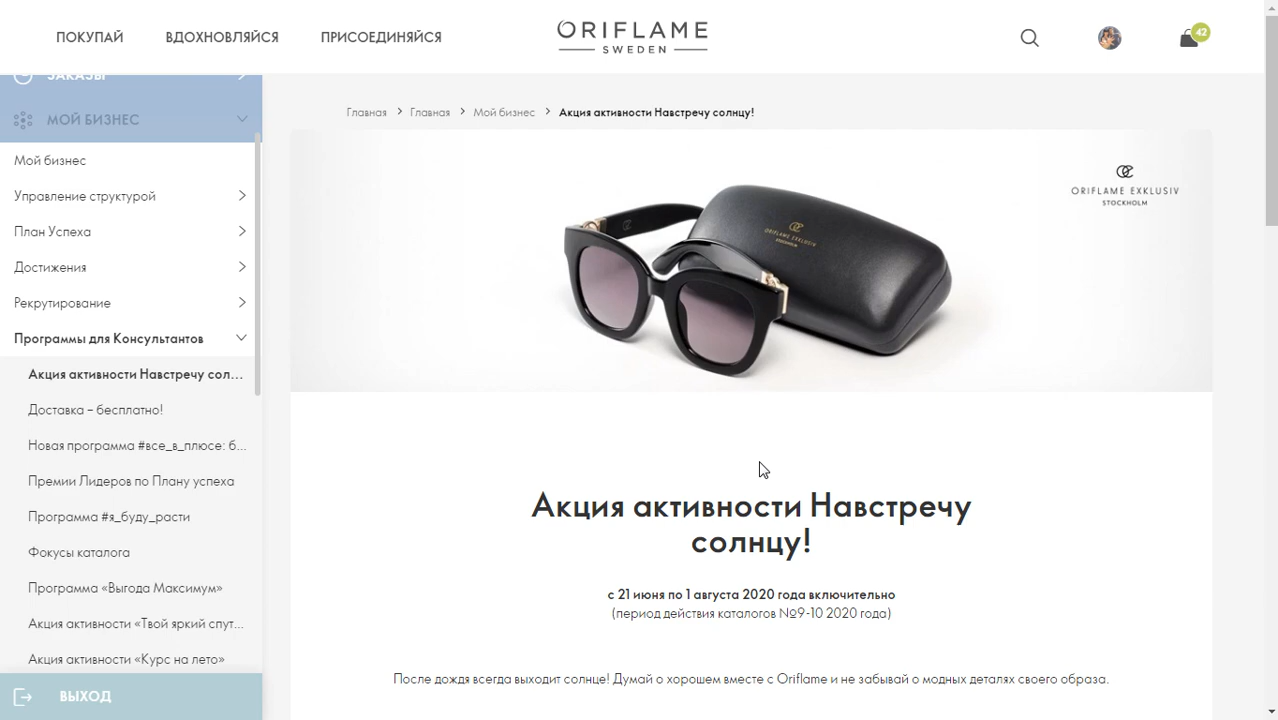 ПОКУПАЙ ВДОХНОВЛЯЙСЯ ПРИСОЕДИНЯЙСЯ
ORIFLAME
SWEDEN
42
ЗАКАЗЫ
МОЙ БИЗНЕС
Мой бизнес
Управление структурой
План Успеха
Достижения
Рекрутирование
Программы для Консультантов
Акция активности Навстречу сол...
Доставка – бесплатно!
Новая программа #все_в_плюсе: б...
Премии Лидеров по Плану успеха
Программа #я_буду_расти
Фокусы каталога
Программа «Выгода Максимум»
Акция активности «Твой яркий спут...
Акция активности «Курс на лето»
ВЫХОД
Главная > Главная > Мой бизнес > Акция активности Навстречу солнцу!
ORIFLAME EXKLUSIV
STOCKHOLM
ORIFLAME EXKLUSIV
STOCKHOLM
Акция активности Навстречу
солнцу!
с 21 июня по 1 августа 2020 года включительно
(период действия каталогов №9-10 2020 года)
После дождя всегда выходит солнце! Думай о хорошем вместе с Oriflame и не забывай о модных деталях своего образа.